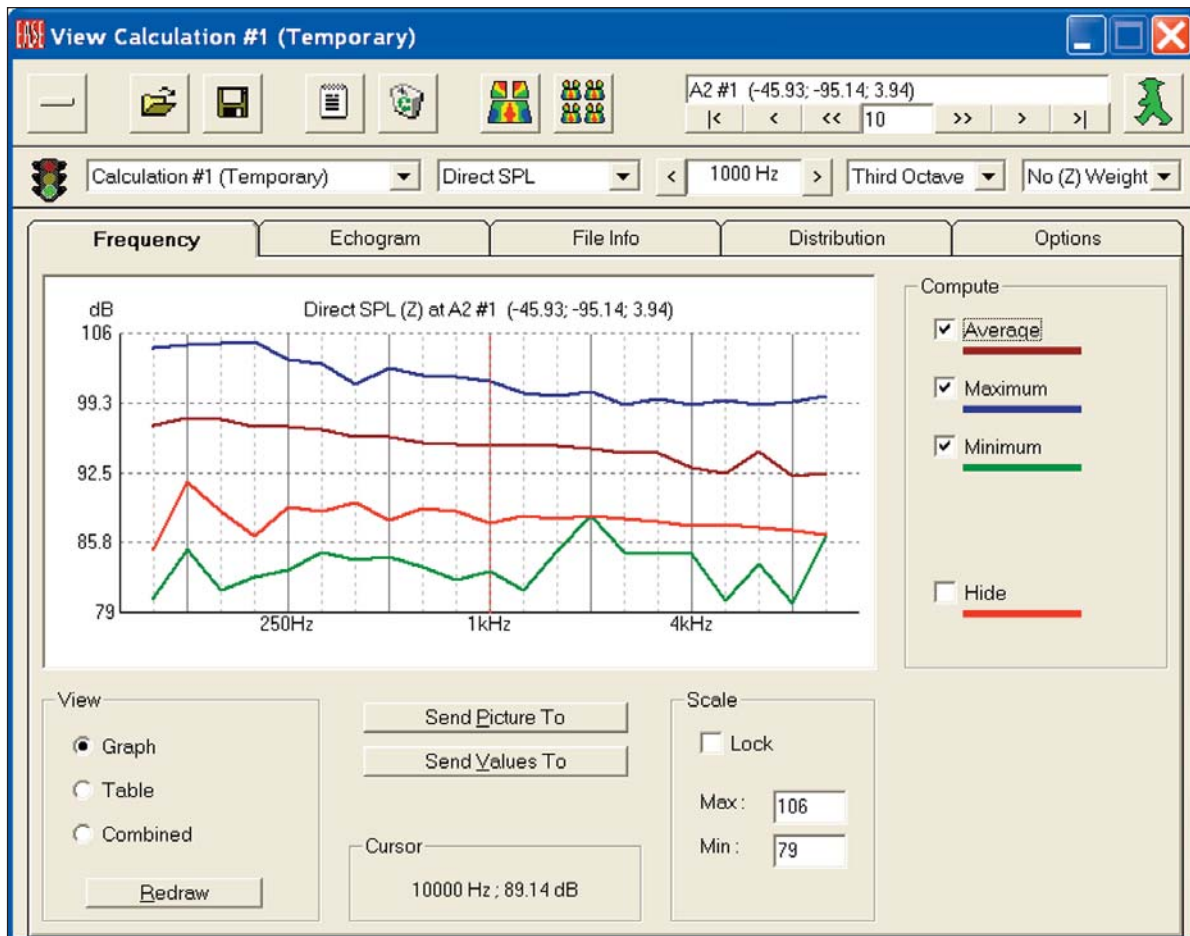 EASE View Calculation #1 (Temporary)
A2 #1 (-45.93; -95.14; 3.94)
|< < << 10 >> > >|
Calculation #1 (Temporary) Direct SPL < 1000 Hz > Third Octave No (Z) Weight
Frequency Echogram File Info Distribution Options
dB Direct SPL (Z) at A2 #1 (-45.93; -95.14; 3.94)
106
99.3
92.5
85.8
79
250Hz 1kHz 4kHz
Compute
Average
Maximum
Minimum
Hide
View
Graph
Table
Combined
Redraw
Send Picture To
Send Values To
Cursor
10000 Hz ; 89.14 dB
Scale
Lock
Max : 106
Min : 79